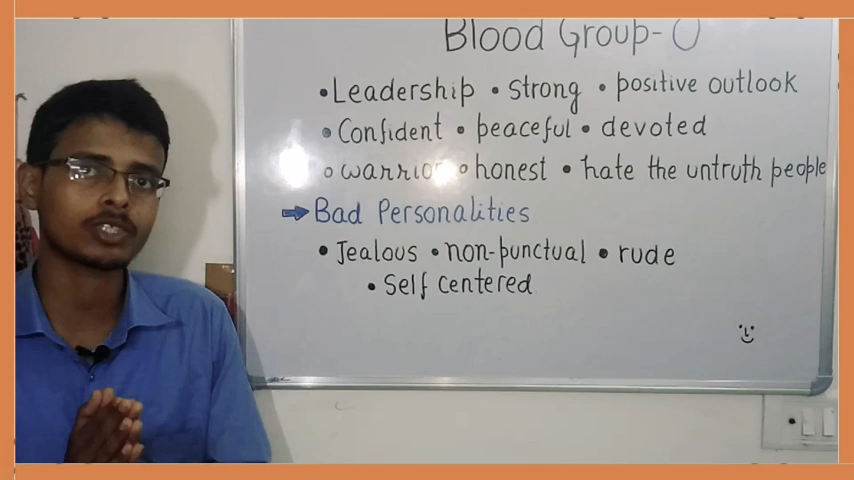 Blood Group-O
•Leadership •strong •positive outlook
•Confident •peaceful •devoted
•warrior •honest •hate the untruth people
➡Bad Personalities
•Jealous •non-punctual •rude
•Self centered